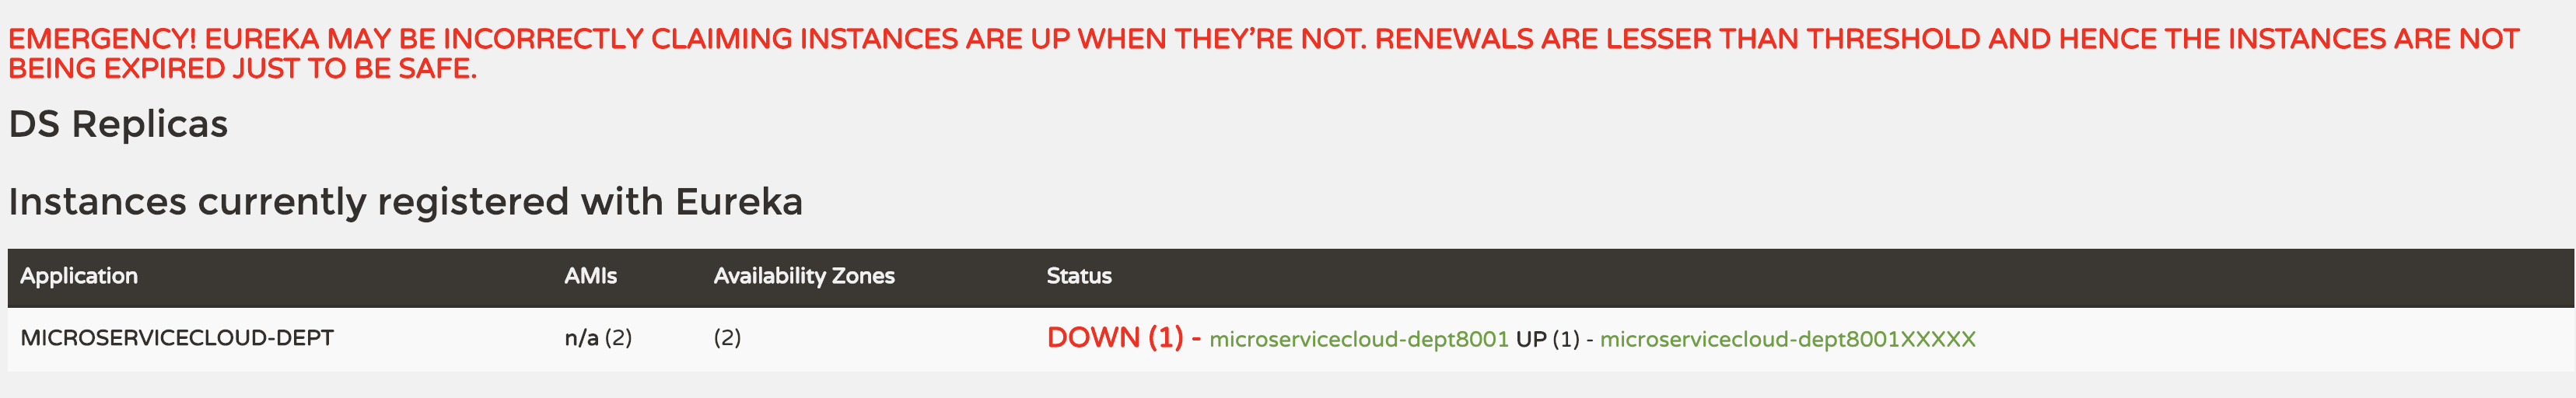 EMERGENCY! EUREKA MAY BE INCORRECTLY CLAIMING INSTANCES ARE UP WHEN THEY’RE NOT. RENEWALS ARE LESSER THAN THRESHOLD AND HENCE THE INSTANCES ARE NOT
BEING EXPIRED JUST TO BE SAFE.
DS Replicas
Instances currently registered with Eureka
Application AMIs Availability Zones Status
MICROSERVICECLOUD-DEPT n/a (2) (2) DOWN (1) - microservicecloud-dept8001 UP (1) - microservicecloud-dept8001XXXXX